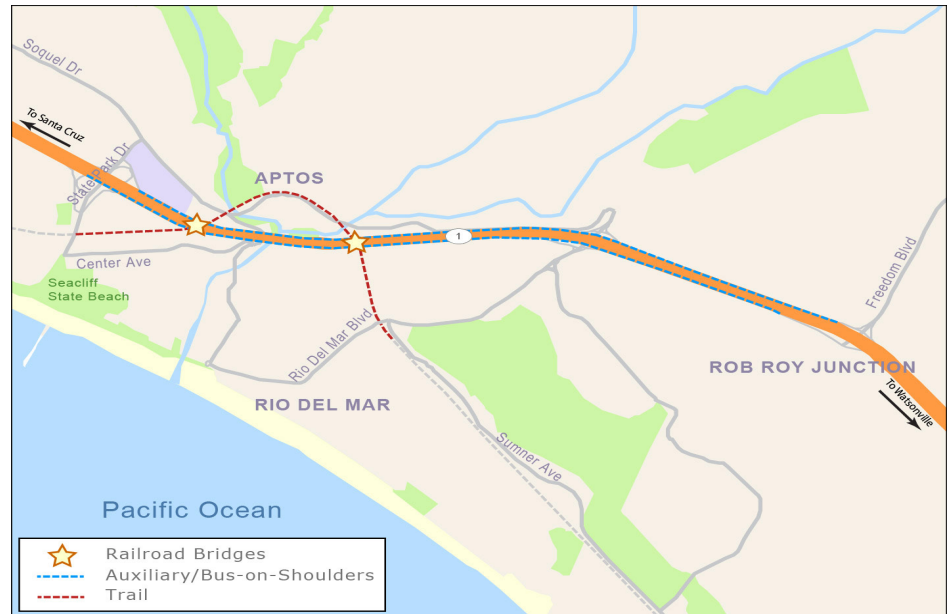 Soquel Dr
To Santa Cruz
State Park Dr
APTOS
1
Center Ave
Seacliff
State Beach
Freedom Blvd
Rio Del Mar Blvd
ROB ROY JUNCTION
To Watsonville
RIO DEL MAR
Sumner Ave
Pacific Ocean
Railroad Bridges
Auxiliary/Bus-on-Shoulders
Trail